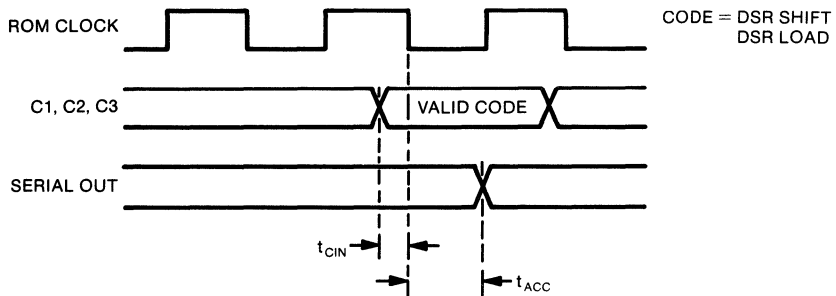 ROM CLOCK
CODE = DSR SHIFT
DSR LOAD
C1, C2, C3
VALID CODE
SERIAL OUT
tCIN
tACC